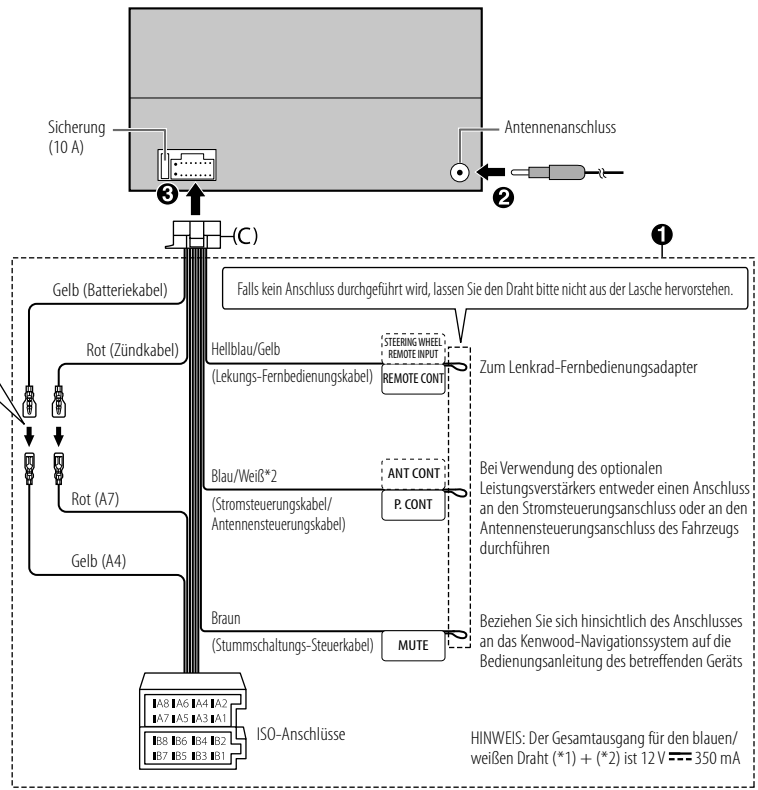 Sicherung
(10 A)
Antennenanschluss
❸
❷
(C)
❶
Gelb (Batteriekabel)
Falls kein Anschluss durchgeführt wird, lassen Sie den Draht bitte nicht aus der Lasche hervorstehen.
Rot (Zündkabel)
Hellblau/Gelb
(Lekungs-Fernbedienungskabel)
STEERING WHEEL
REMOTE INPUT
REMOTE CONT
Zum Lenkrad-Fernbedienungsadapter
Blau/Weiß*2
(Stromsteuerungskabel/
Antennensteuerungskabel)
ANT CONT
P. CONT
Bei Verwendung des optionalen
Leistungsverstärkers entweder einen Anschluss
an den Stromsteuerungsanschluss oder an den
Antennensteuerungsanschluss des Fahrzeugs
durchführen
Rot (A7)
Gelb (A4)
Braun
(Stummschaltungs-Steuerkabel)
MUTE
Beziehen Sie sich hinsichtlich des Anschlusses
an das Kenwood-Navigationssystem auf die
Bedienungsanleitung des betreffenden Geräts
A8 A6 A4 A2
A7 A5 A3 A1
B8 B6 B4 B2
B7 B5 B3 B1
ISO-Anschlüsse
HINWEIS: Der Gesamtausgang für den blauen/
weißen Draht (*1) + (*2) ist 12 V ⎓ 350 mA